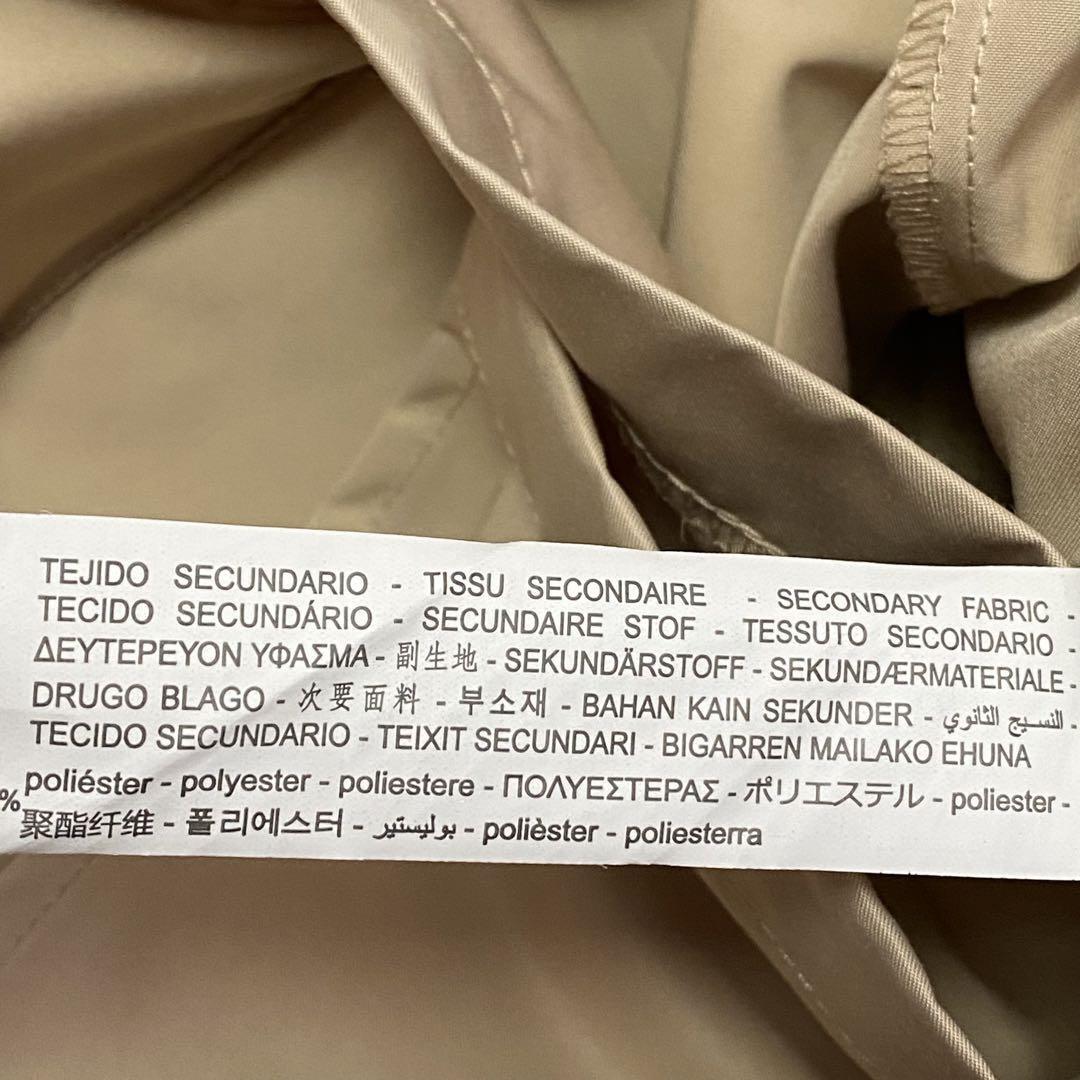 TEJIDO SECUNDARIO - TISSU SECONDAIRE - SECONDARY FABRIC -
TECIDO SECUNDÁRIO - SECUNDAIRE STOF - TESSUTO SECONDARIO -
ΔΕΥΤΕΡΕΥΟΝ ΥΦΑΣΜΑ - 副生地 - SEKUNDÄRSTOFF - SEKUNDÆRMATERIALE -
DRUGO BLAGO - 次要面料 - 부소재 - BAHAN KAIN SEKUNDER - النسيج الثانوي -
TECIDO SECUNDARIO - TEIXIT SECUNDARI - BIGARREN MAILAKO EHUNA
% poliéster - polyester - poliestere - ΠΟΛΥΕΣΤΕΡΑΣ - ポリエステル - poliester -
聚酯纤维 - 폴리에스터 - بوليستير - polièster - poliesterra